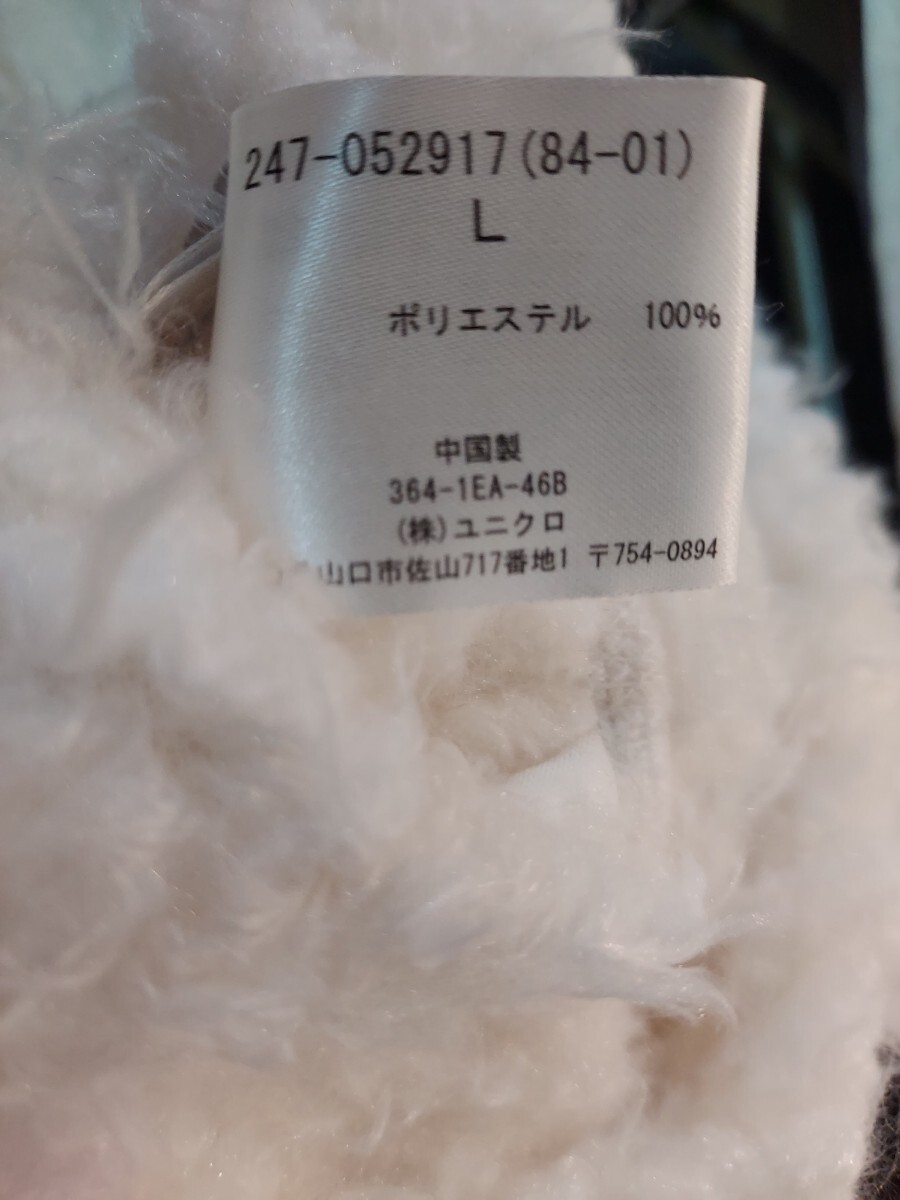 247-052917(84-01)
L
ポリエステル 100%
中国製
364-1EA-46B
(株)ユニクロ
山口市佐山717番地1 〒754-0894